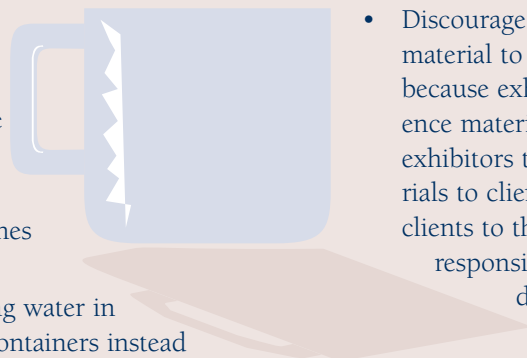 nes
g water in
ontainers instead
• Discourage
material to
because exh
ence materi
exhibitors t
rials to clien
clients to th
responsi
d